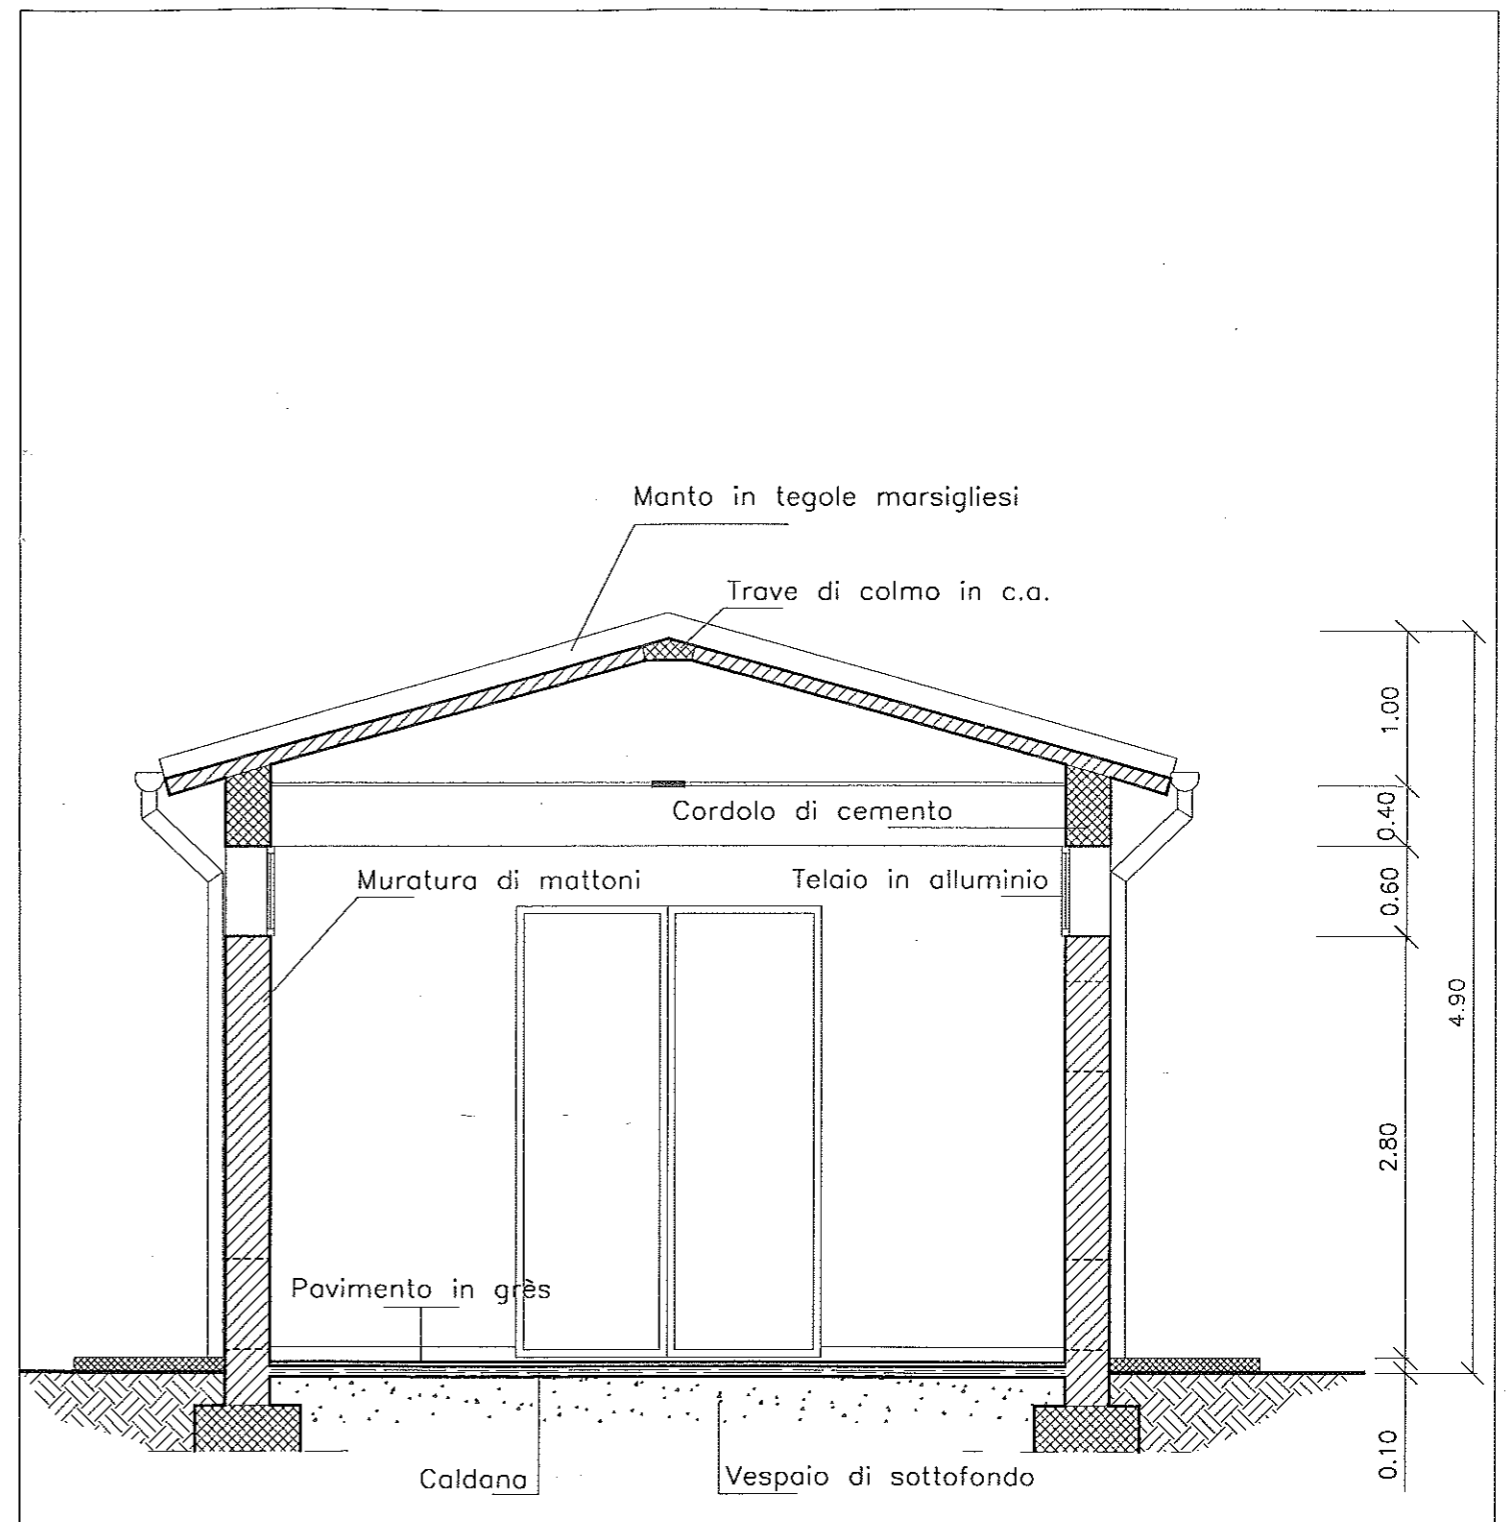 Manto in tegole marsigliesi
Trave di colmo in c.a.
1.00
Cordolo di cemento
0.40
Muratura di mattoni
Telaio in alluminio
0.60
4.90
2.80
Pavimento in grès
0.10
Caldana
Vespaio di sottofondo